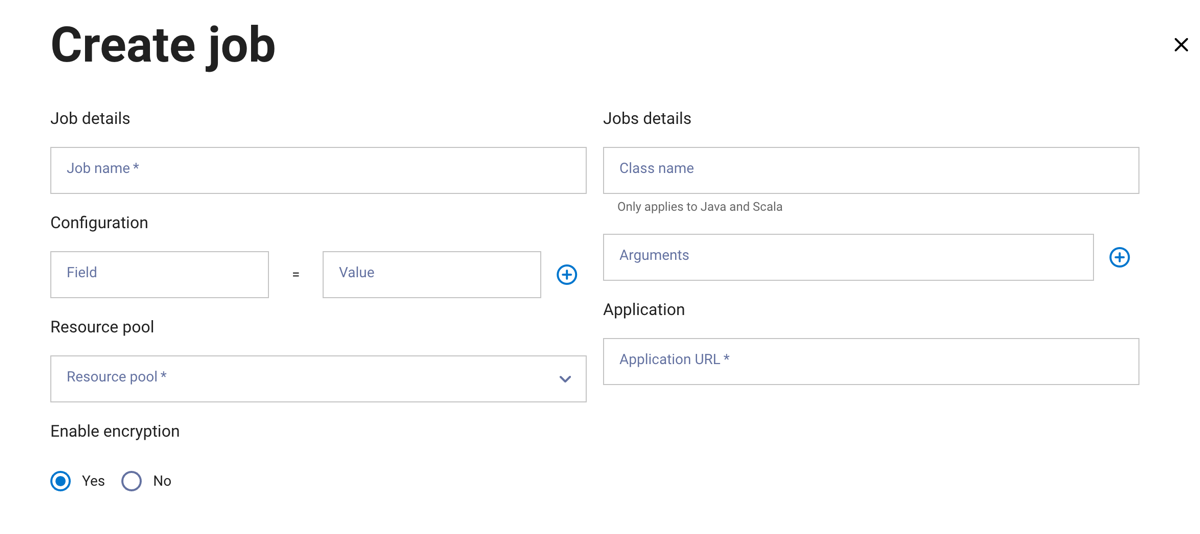 Create job
Job details
Job name *
Configuration
Field
=
Value
Resource pool
Resource pool *
Enable encryption
Yes
No
Jobs details
Class name
Only applies to Java and Scala
Arguments
Application
Application URL *